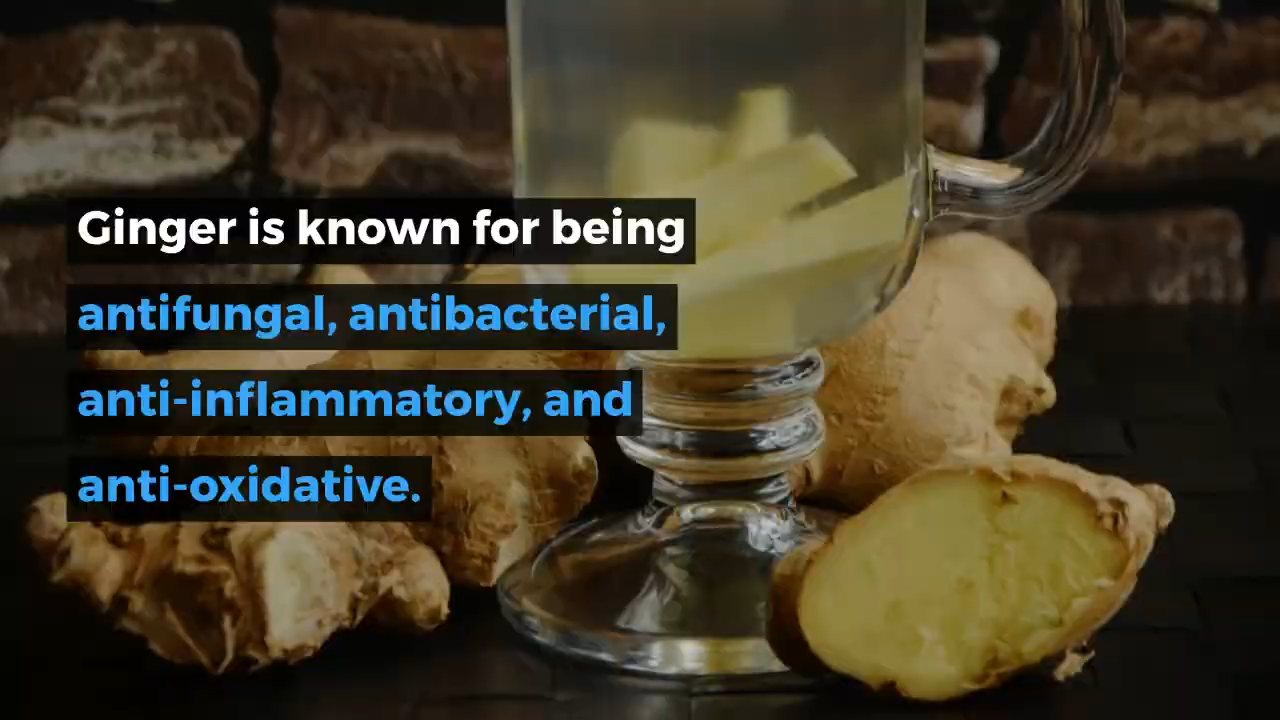 Ginger is known for being
antifungal, antibacterial,
anti-inflammatory, and
anti-oxidative.